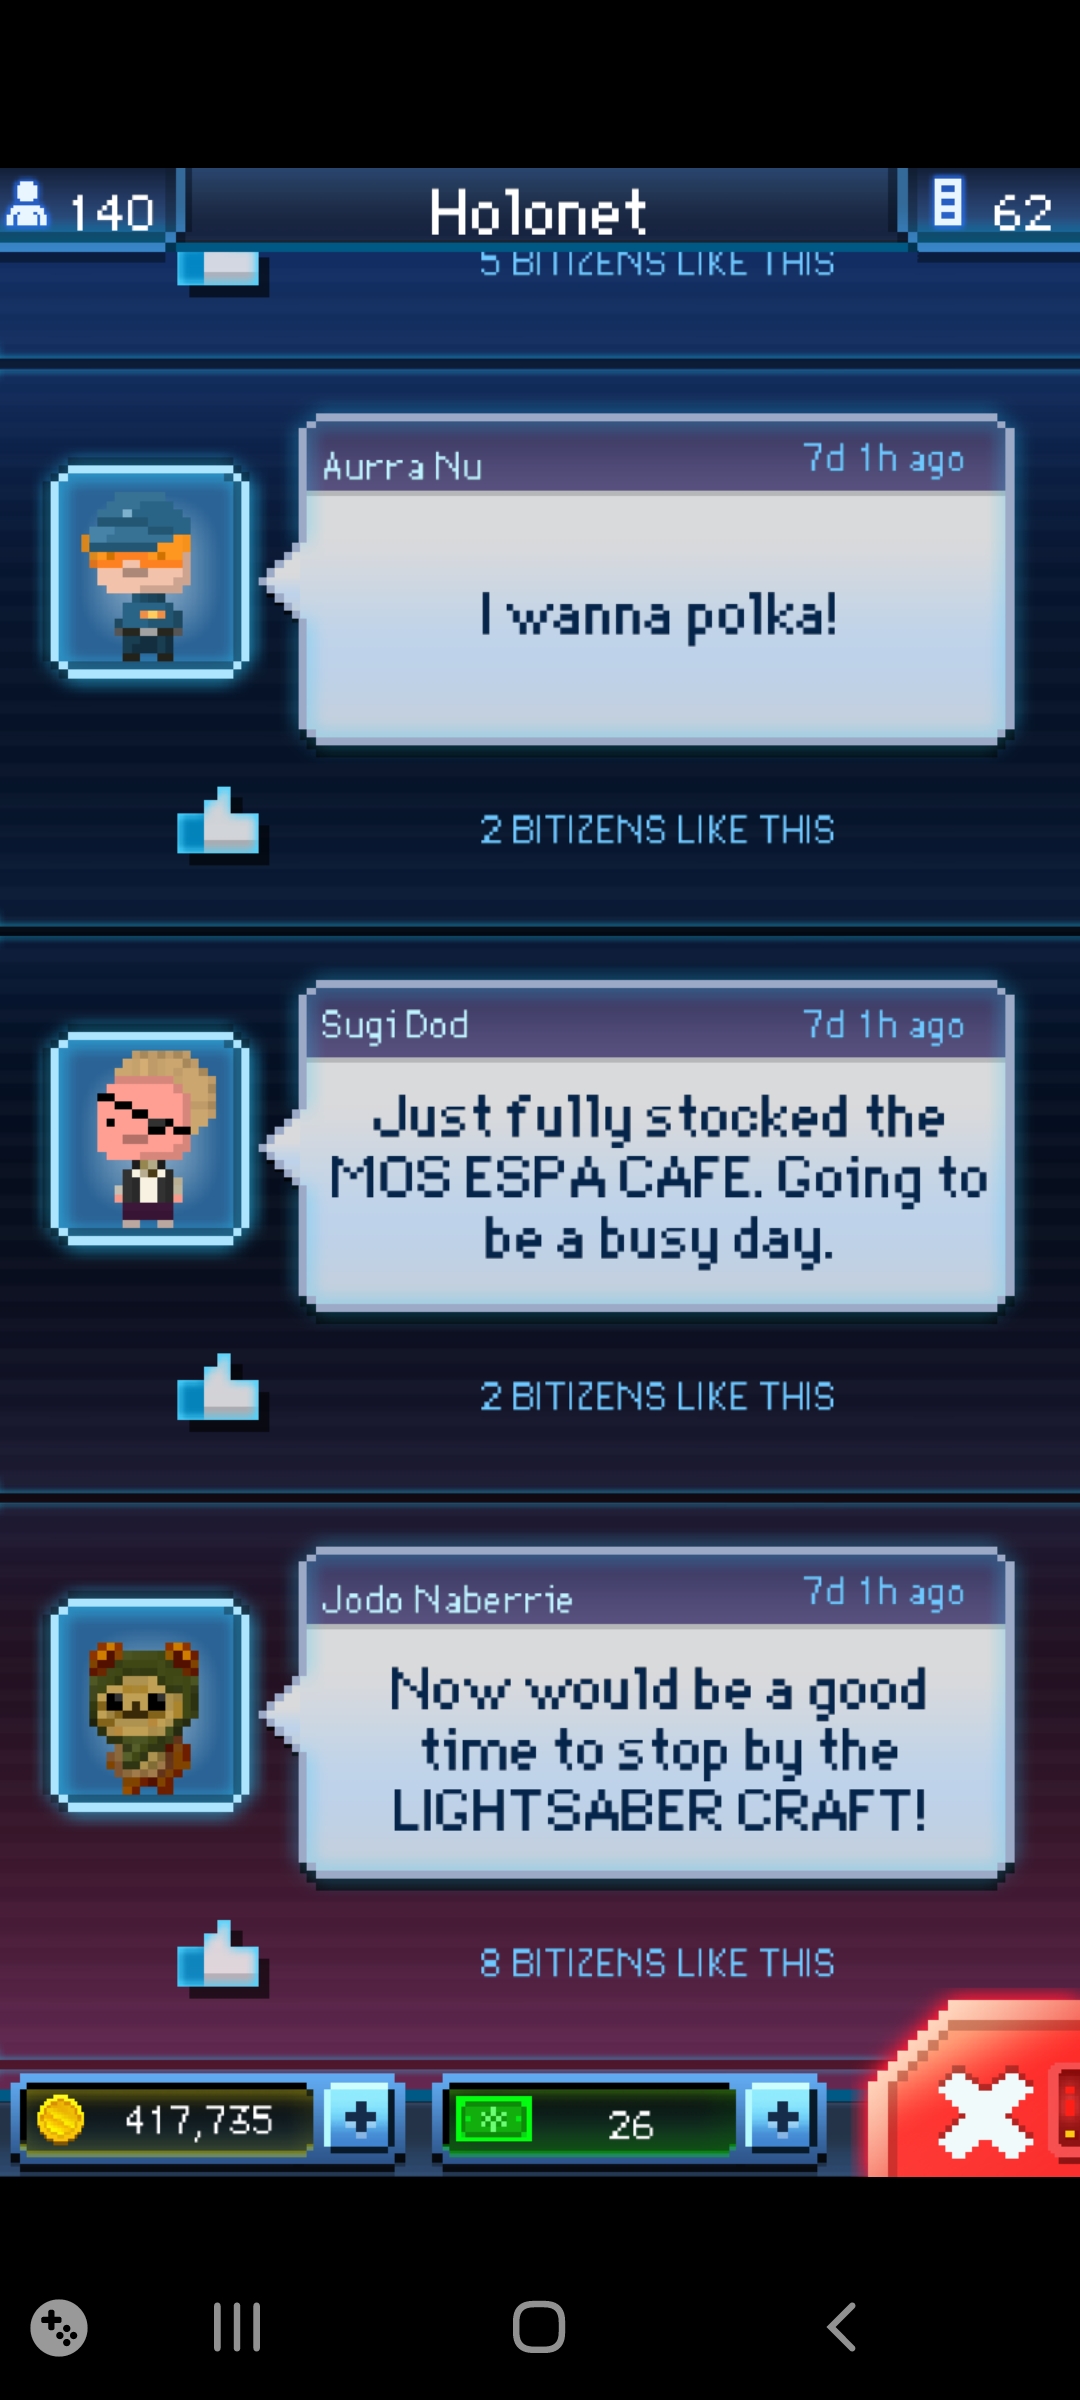 140
Holonet
62
5 BITIZENS LIKE THIS
Aurra Nu
7d 1h ago
I wanna polka!
2 BITIZENS LIKE THIS
Sugi Dod
7d 1h ago
Just fully stocked the
MOS ESPA CAFE. Going to
be a busy day.
2 BITIZENS LIKE THIS
Jodo Naberrie
7d 1h ago
Now would be a good
time to stop by the
LIGHTSABER CRAFT!
8 BITIZENS LIKE THIS
417,735
26